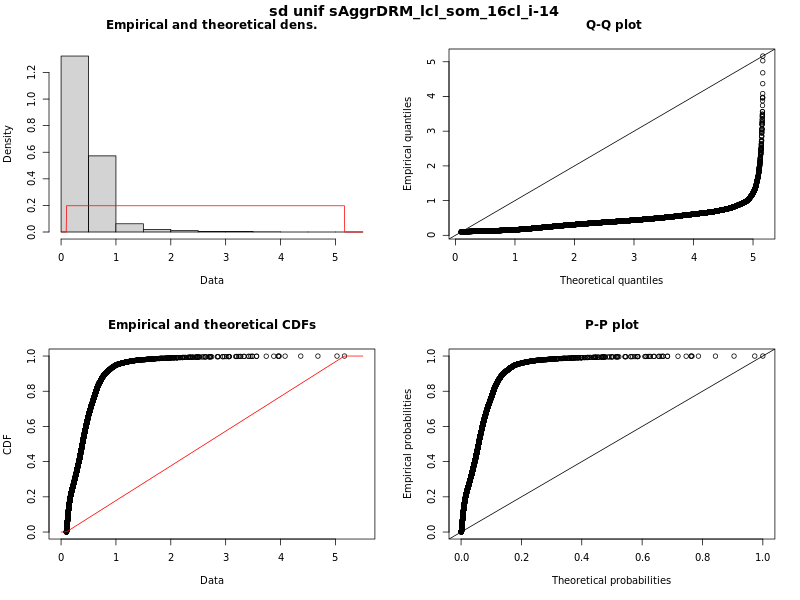 sd unif sAggrDRM_lcl_som_16cl_i-14
Empirical and theoretical dens.
Density
0.0 0.2 0.4 0.6 0.8 1.0 1.2
0 1 2 3 4 5
Data
Q-Q plot
Empirical quantiles
0 1 2 3 4 5
0 1 2 3 4 5
Theoretical quantiles
Empirical and theoretical CDFs
CDF
0.0 0.2 0.4 0.6 0.8 1.0
0 1 2 3 4 5
Data
P-P plot
Empirical probabilities
0.0 0.2 0.4 0.6 0.8 1.0
0.0 0.2 0.4 0.6 0.8 1.0
Theoretical probabilities